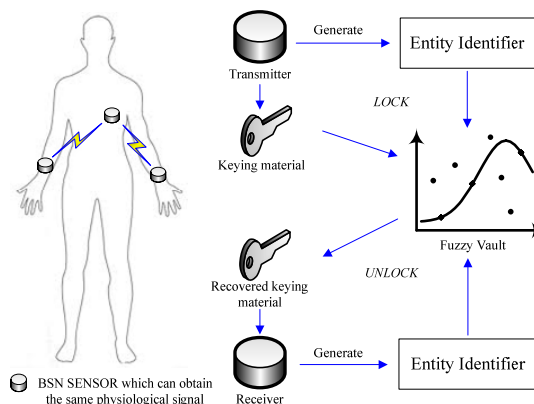 Generate
Entity Identifier
Transmitter
LOCK
Keying material
Fuzzy Vault
UNLOCK
Recovered keying
material
Generate
Entity Identifier
Receiver
BSN SENSOR which can obtain
the same physiological signal